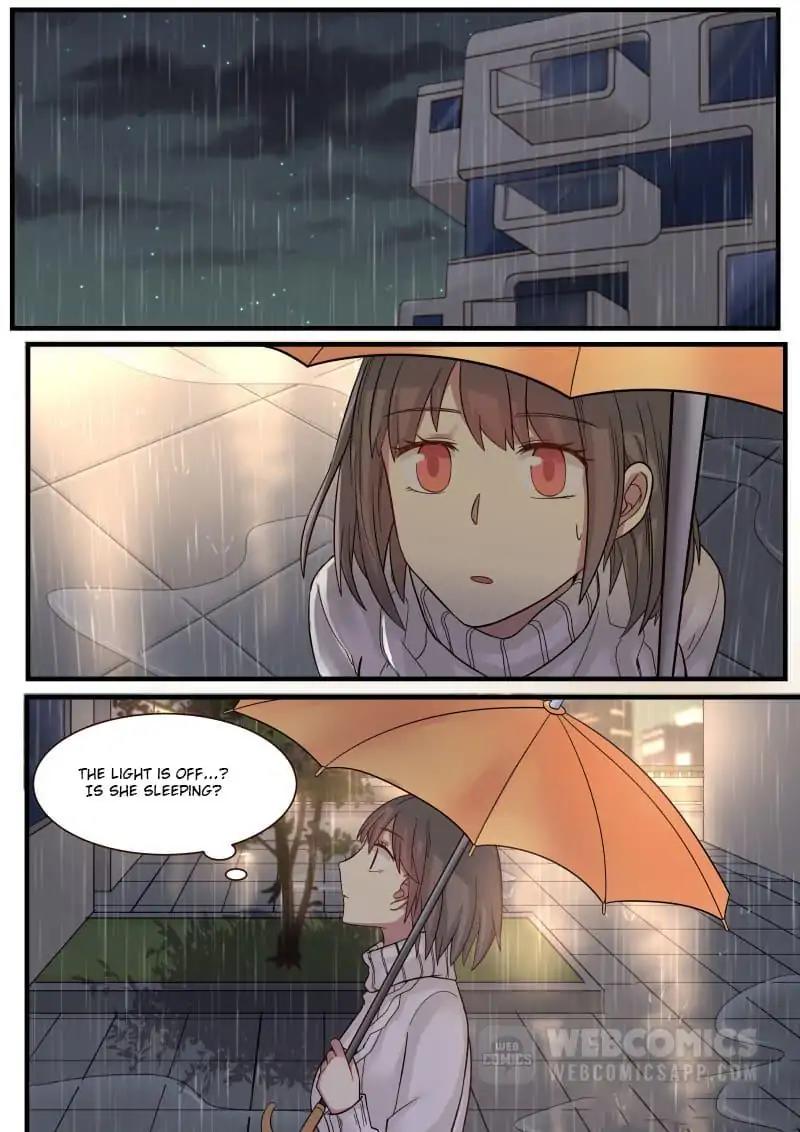 THE LIGHT IS OFF...?
IS SHE SLEEPING?
WEB
COMICS
WEBCOMICS
WEBCOMICSAPP.COM